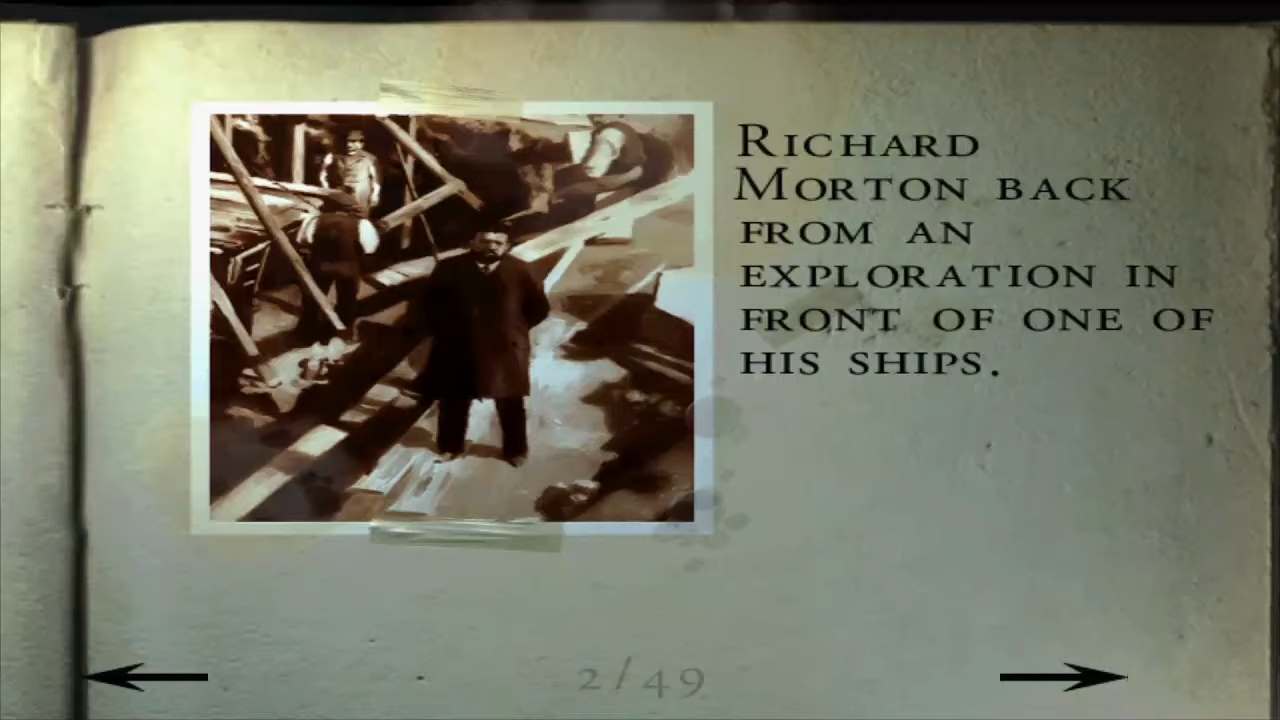 Richard
Morton back
from an
exploration in
front of one of
his ships.
2/49